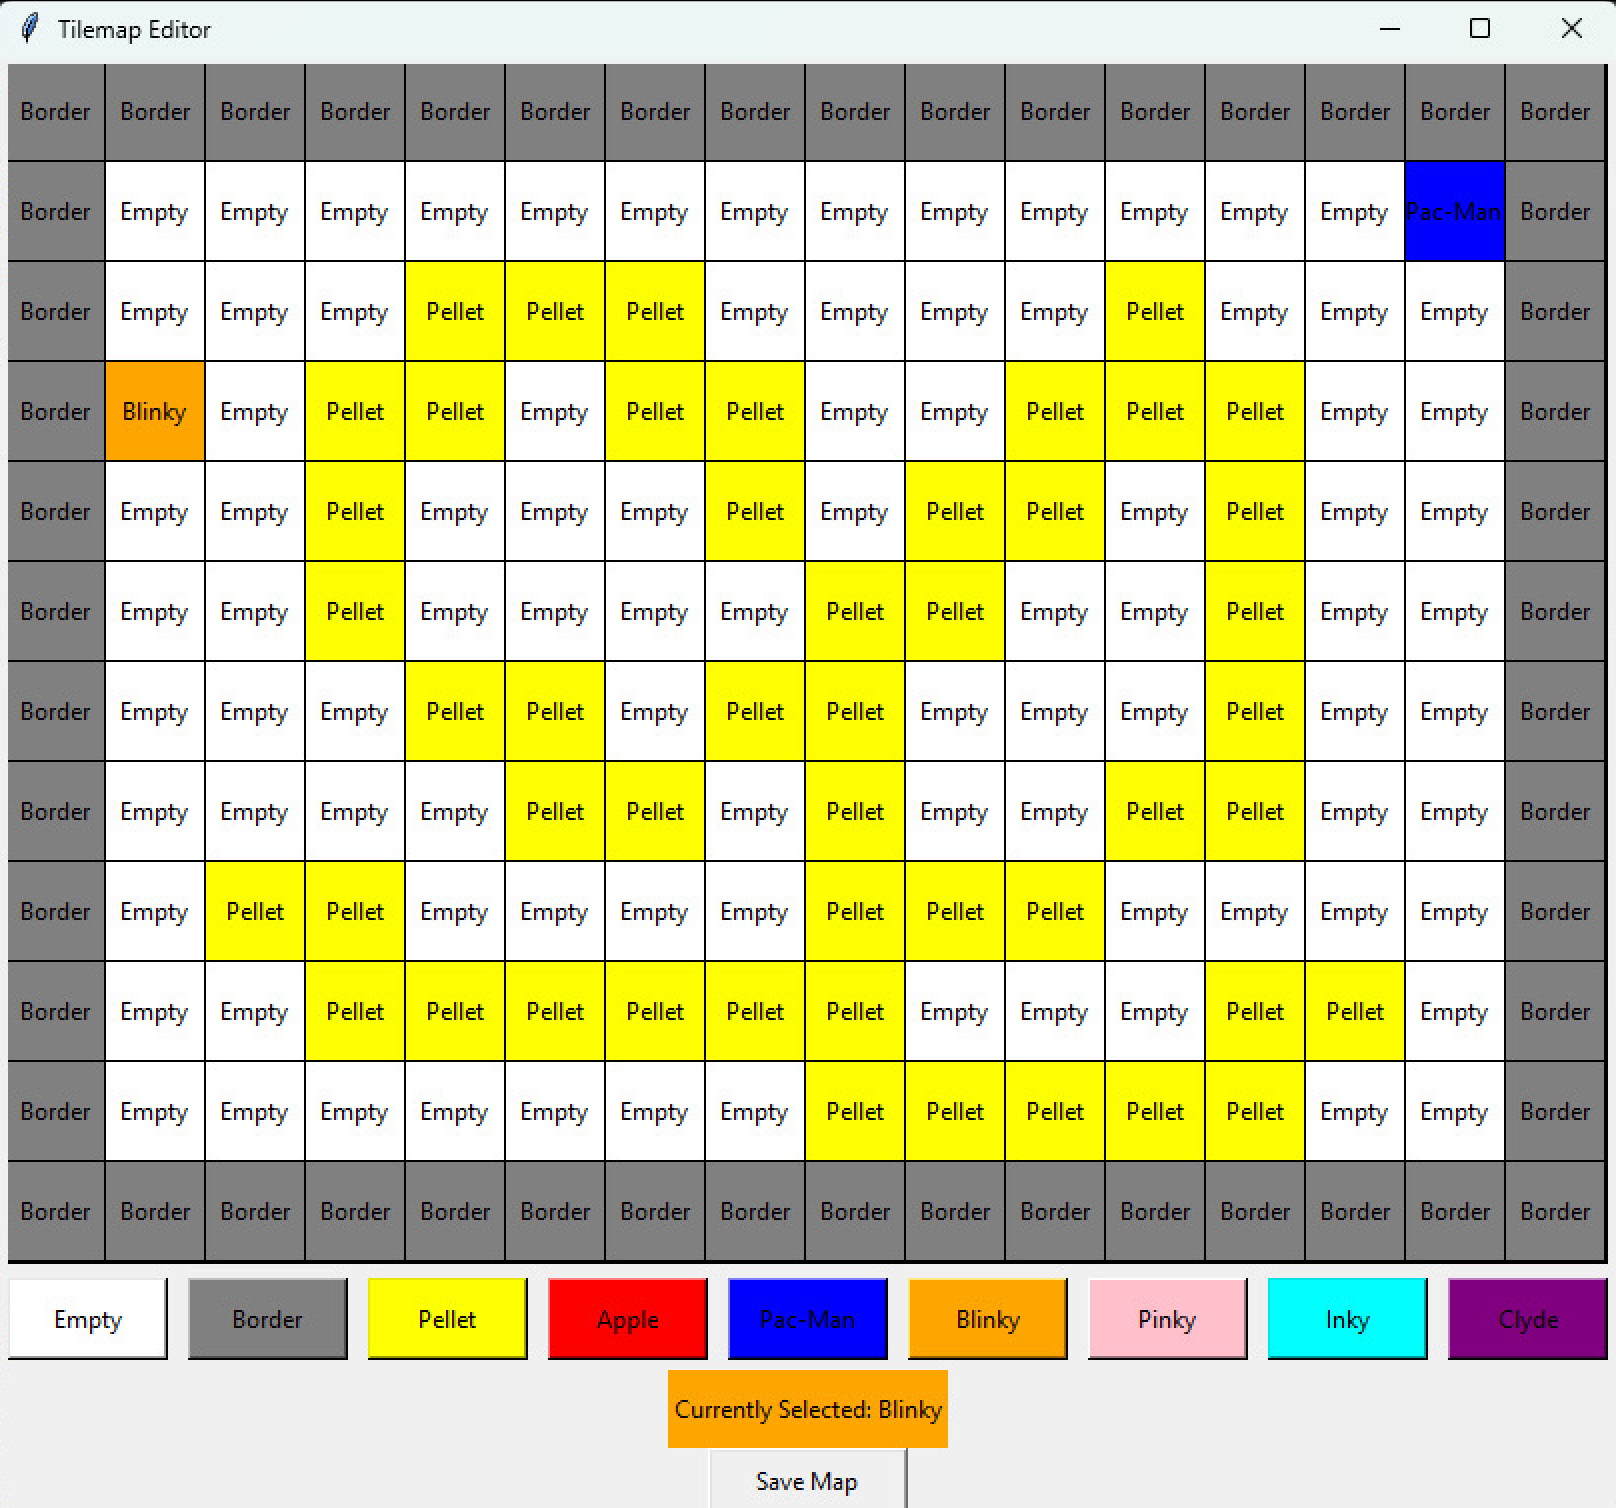 Tilemap Editor
Border Border Border Border Border Border Border Border Border Border Border Border Border Border Border Border
Border Empty Empty Empty Empty Empty Empty Empty Empty Empty Empty Empty Empty Empty Pac-Man Border
Border Empty Empty Empty Pellet Pellet Pellet Empty Empty Empty Empty Pellet Empty Empty Empty Border
Border Blinky Empty Pellet Pellet Empty Pellet Pellet Empty Empty Pellet Pellet Pellet Empty Empty Border
Border Empty Empty Pellet Empty Empty Empty Pellet Empty Pellet Pellet Empty Pellet Empty Empty Border
Border Empty Empty Pellet Empty Empty Empty Empty Pellet Pellet Empty Empty Pellet Empty Empty Border
Border Empty Empty Empty Pellet Pellet Empty Pellet Pellet Empty Empty Empty Pellet Empty Empty Border
Border Empty Empty Empty Empty Pellet Pellet Empty Pellet Empty Empty Pellet Pellet Empty Empty Border
Border Empty Pellet Pellet Empty Empty Empty Empty Pellet Pellet Pellet Empty Empty Empty Empty Border
Border Empty Empty Pellet Pellet Pellet Pellet Pellet Pellet Empty Empty Empty Pellet Pellet Empty Border
Border Empty Empty Empty Empty Empty Empty Empty Pellet Pellet Pellet Pellet Pellet Empty Empty Border
Border Border Border Border Border Border Border Border Border Border Border Border Border Border Border Border
Empty Border Pellet Apple Pac-Man Blinky Pinky Inky Clyde
Currently Selected: Blinky
Save Map